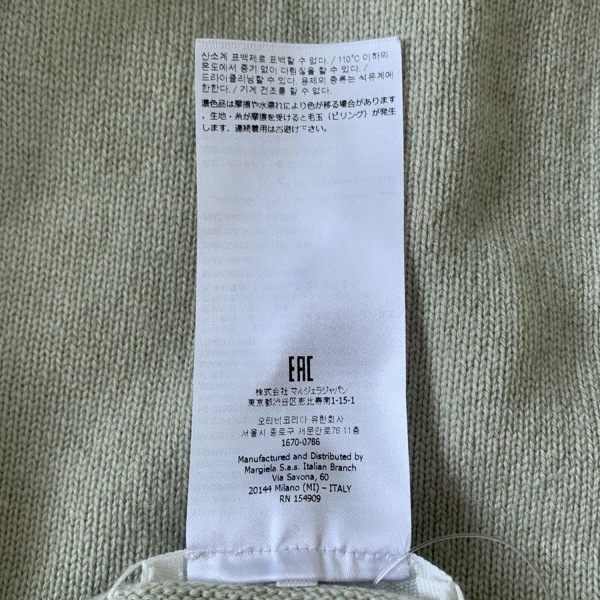 산소계 표백제로 표백할 수 없다. / 110°C 이하의
온도에서 증기 없이 다림질을 할 수 있다. /
드라이클리닝할 수 있다. 용제의 종류는 석유계에
한한다. / 기계 건조를 할 수 없다.
濃色品は摩擦や水濡れにより色が移る場合があります
。生地・糸が摩擦を受けると毛玉（ピリング）が発生
します、連続着用はお避け下さい。
EAC
株式会社 マルジェラジャパン
東京都渋谷区恵比寿南1-15-1
오티비코리아 유한회사
서울시 종로구 새문안로76 11층
1670-0786
Manufactured and Distributed by
Margiela S.a.s. Italian Branch
Via Savona, 60
20144 Milano (MI) – ITALY
RN 154909